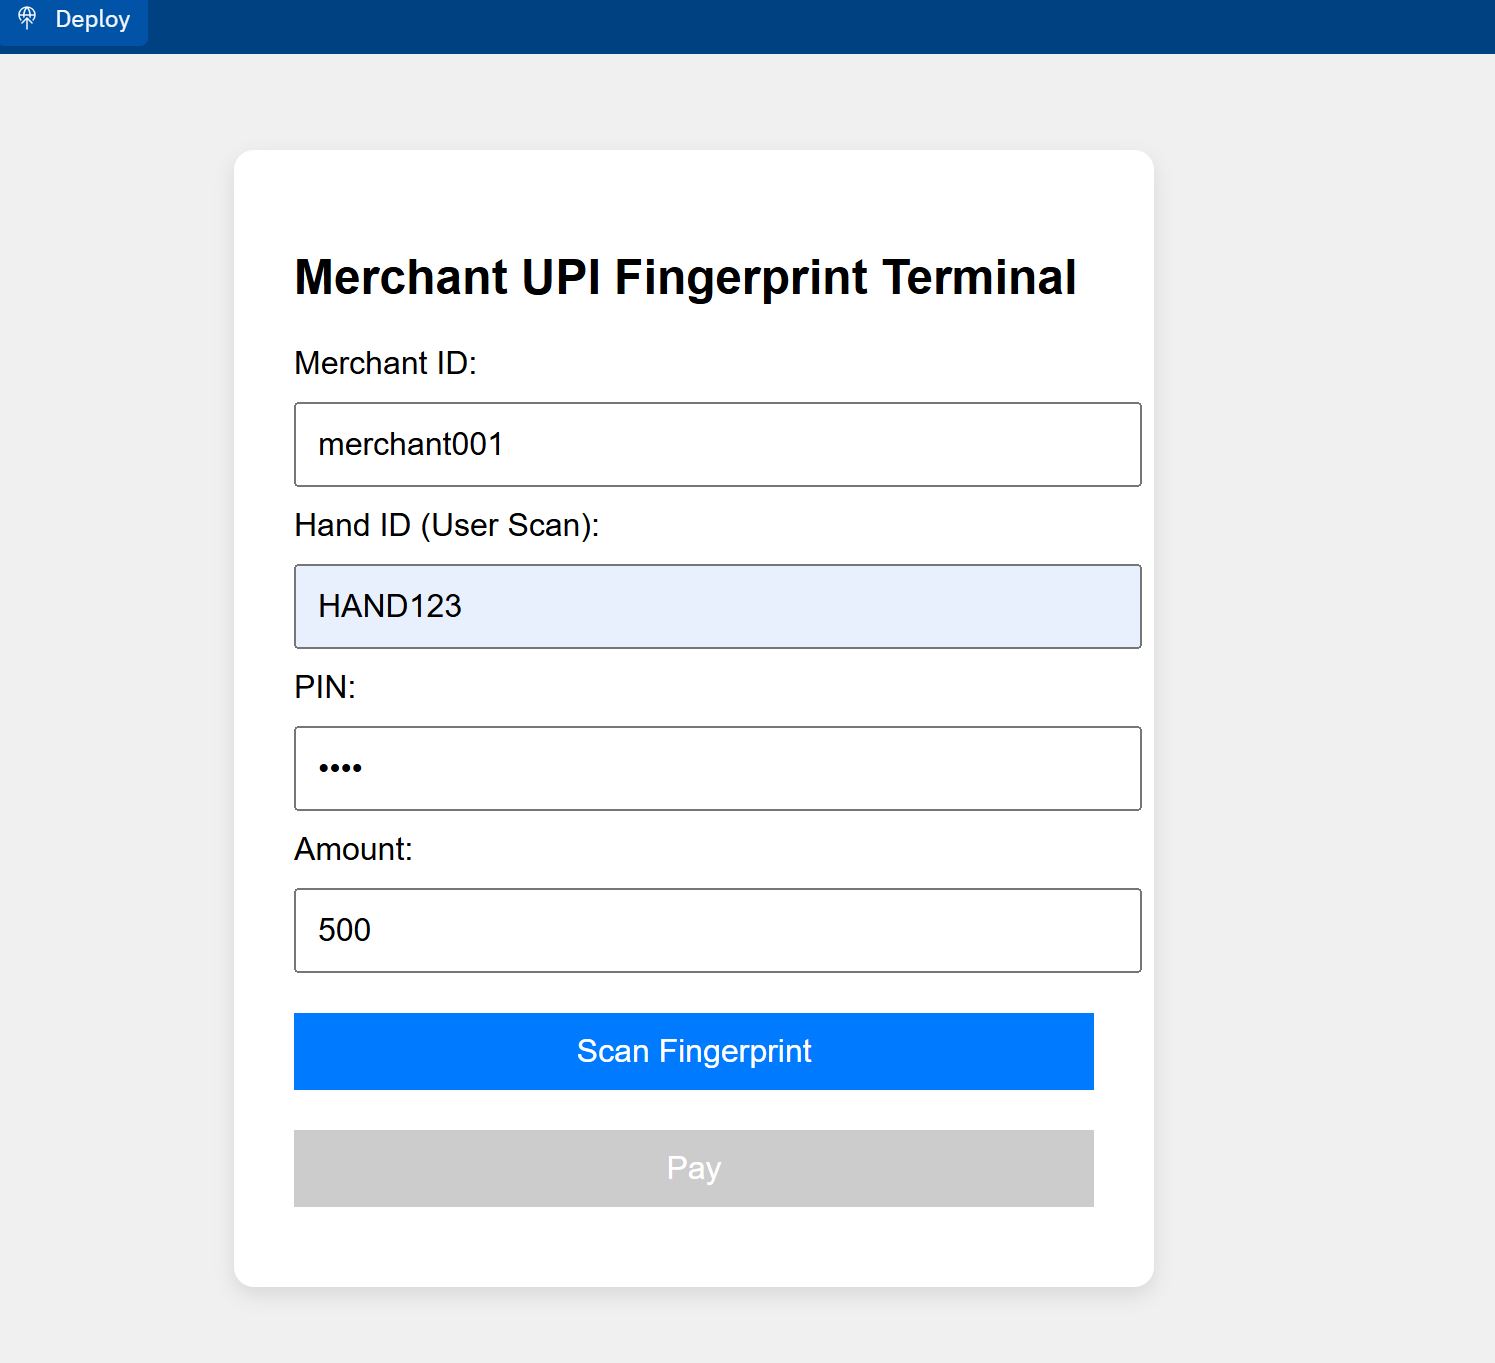 Deploy
Merchant UPI Fingerprint Terminal
Merchant ID:
merchant001
Hand ID (User Scan):
HAND123
PIN:
••••
Amount:
500
Scan Fingerprint
Pay